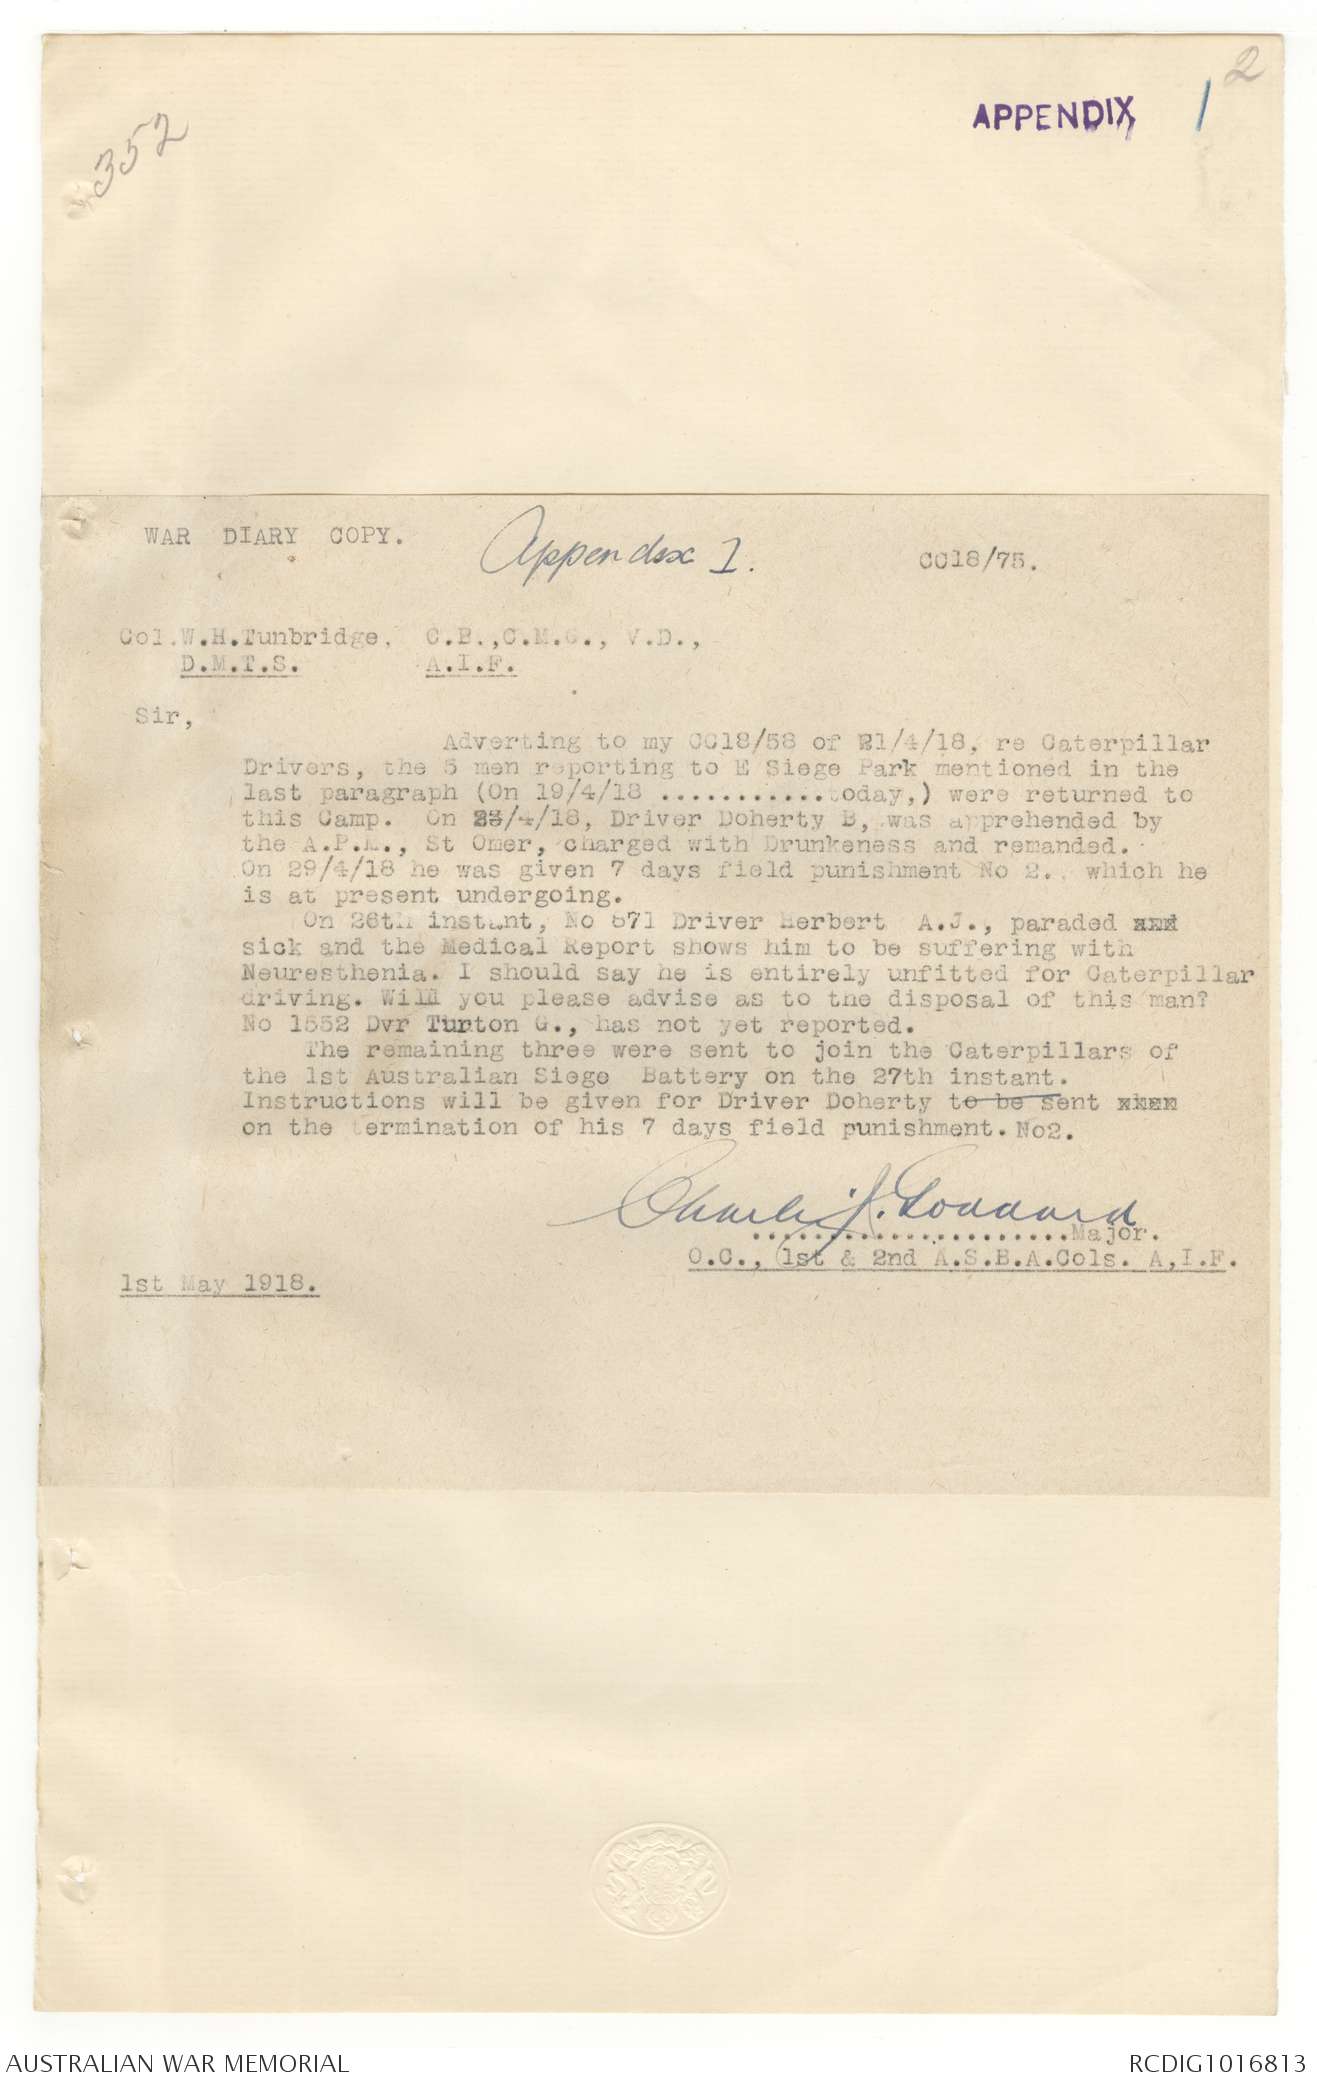 2
APPENDIX 1
352
WAR DIARY COPY.
Appendix 1.
CC18/75.
Col.W.H.Tunbridge, C.B.,C.M.G., V.D.,
D.M.T.S. A.I.F.
Sir,
Adverting to my CC18/58 of 21/4/18, re Caterpillar
Drivers, the 5 men reporting to E Siege Park mentioned in the
last paragraph (On 19/4/18 ...........today,) were returned to
this Camp. On 23/4/18, Driver Doherty B, was apprehended by
the A.P.M., St Omer, charged with Drunkeness and remanded.
On 29/4/18 he was given 7 days field punishment No 2., which he
is at present undergoing.
On 26th instant, No 671 Driver Herbert A.J., paraded xxx
sick and the Medical Report shows him to be suffering with
Neuresthenia. I should say he is entirely unfitted for Caterpillar
driving. Will you please advise as to the disposal of this man?
No 1552 Dvr Turton G., has not yet reported.
The remaining three were sent to join the Caterpillars of
the 1st Australian Siege Battery on the 27th instant.
Instructions will be given for Driver Doherty to be sent xxxx
on the termination of his 7 days field punishment. No2.
Charlie J. Goddard
.....................Major.
O.C., 1st & 2nd A.S.B.A.Cols. A,I.F.
1st May 1918.
AUSTRALIAN WAR MEMORIAL
RCDIG1016813